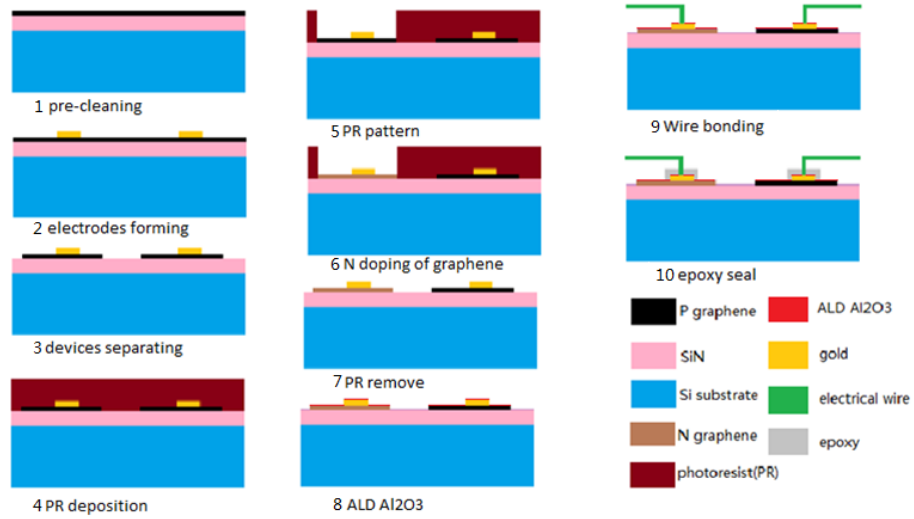 1 pre-cleaning
2 electrodes forming
3 devices separating
4 PR deposition
5 PR pattern
6 N doping of graphene
7 PR remove
8 ALD Al2O3
9 Wire bonding
10 epoxy seal
P graphene
SiN
Si substrate
N graphene
photoresist(PR)
ALD Al2O3
gold
electrical wire
epoxy